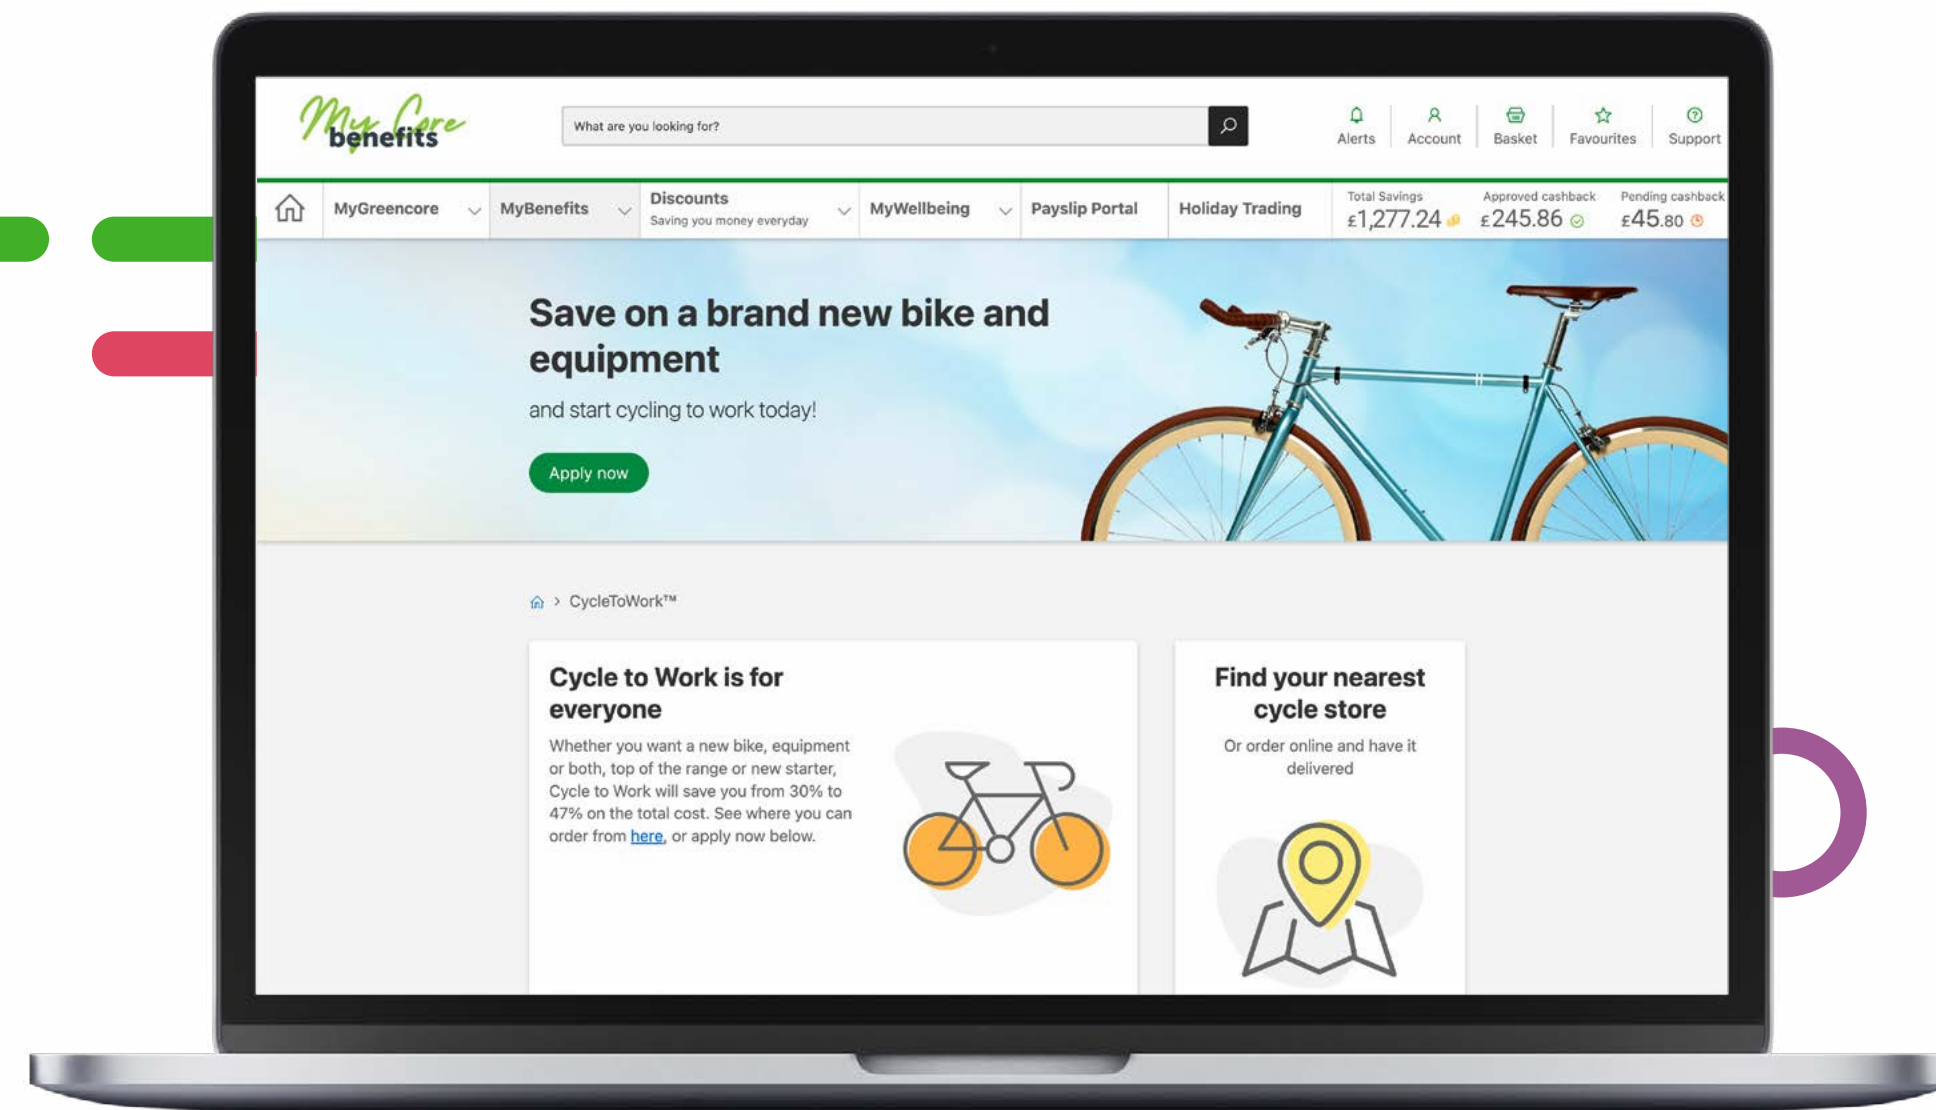 My Core
benefits
What are you looking for?
Alerts
Account
Basket
Favourites
Support
MyGreencore
MyBenefits
Discounts
Saving you money everyday
MyWellbeing
Payslip Portal
Holiday Trading
Total Savings
£1,277.24
Approved cashback
£245.86
Pending cashback
£45.80
Save on a brand new bike and
equipment
and start cycling to work today!
Apply now
> CycleToWork™
Cycle to Work is for
everyone
Whether you want a new bike, equipment
or both, top of the range or new starter,
Cycle to Work will save you from 30% to
47% on the total cost. See where you can
order from here, or apply now below.
Find your nearest
cycle store
Or order online and have it
delivered